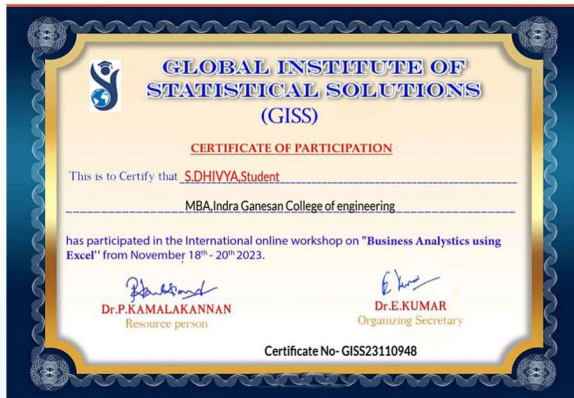 GLOBAL INSTITUTE OF
STATISTICAL SOLUTIONS
(GISS)
CERTIFICATE OF PARTICIPATION
This is to Certify that S.DHIVYA,Student
MBA,Indra Ganesan College of engineering
has participated in the International online workshop on "Business Analystics using
Excel" from November 18th - 20th 2023.
Dr.P.KAMALAKANNAN Dr.E.KUMAR
Resource person Organizing Secretary
Certificate No- GISS23110948